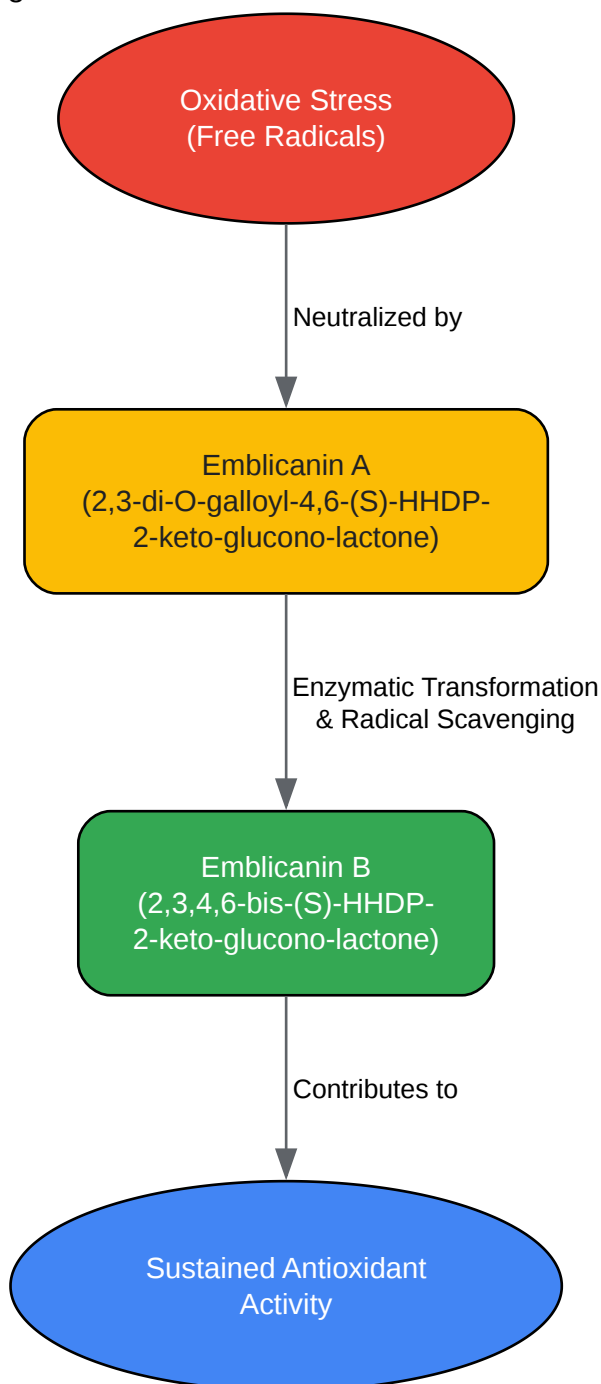 Oxidative Stress
(Free Radicals)
Neutralized by
Emblicanin A
(2,3-di-O-galloyl-4,6-(S)-HHDP-
2-keto-glucono-lactone)
Enzymatic Transformation
& Radical Scavenging
Emblicanin B
(2,3,4,6-bis-(S)-HHDP-
2-keto-glucono-lactone)
Contributes to
Sustained Antioxidant
Activity